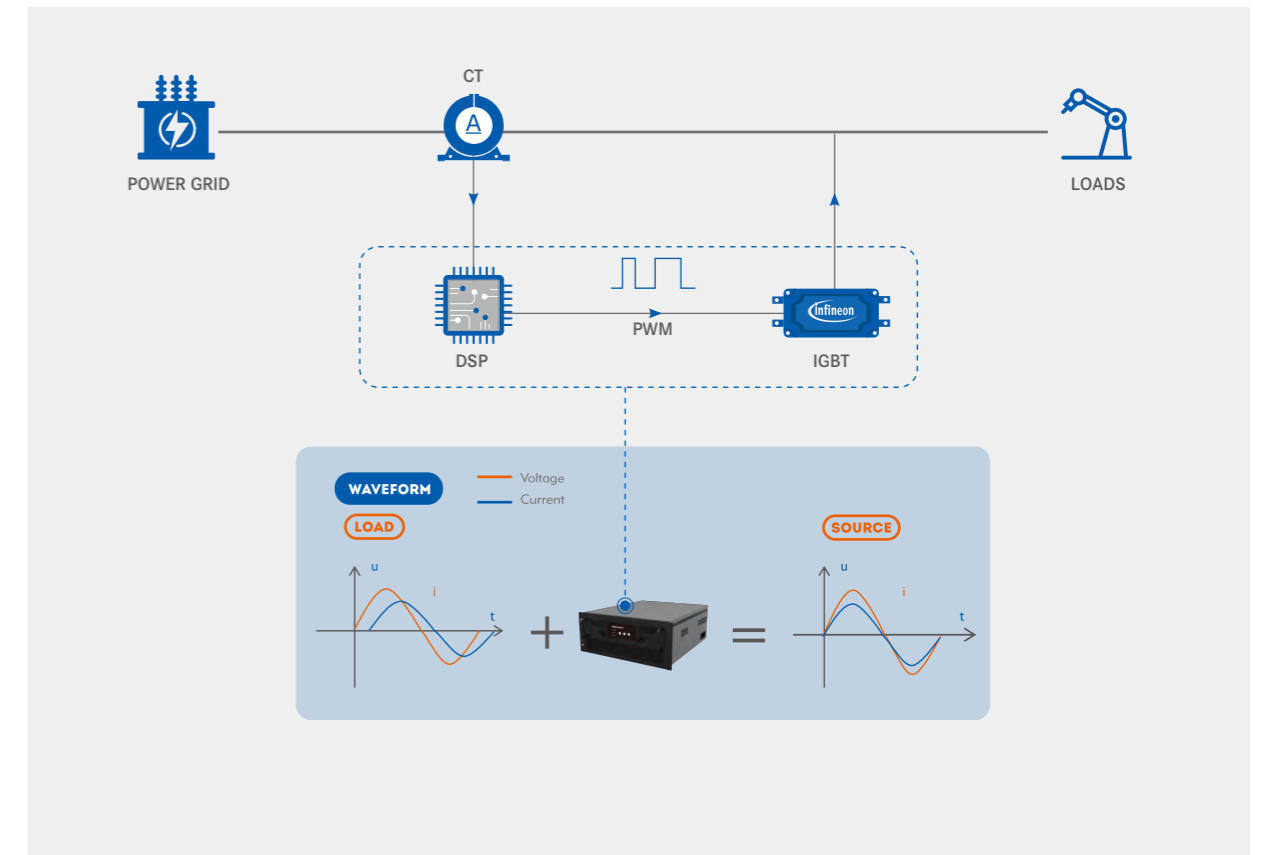 CT
A
POWER GRID
LOADS
infineon
PWM
DSP
IGBT
WAVEFORM
Voltage
Current
LOAD
SOURCE
u
i
t
u
i
t